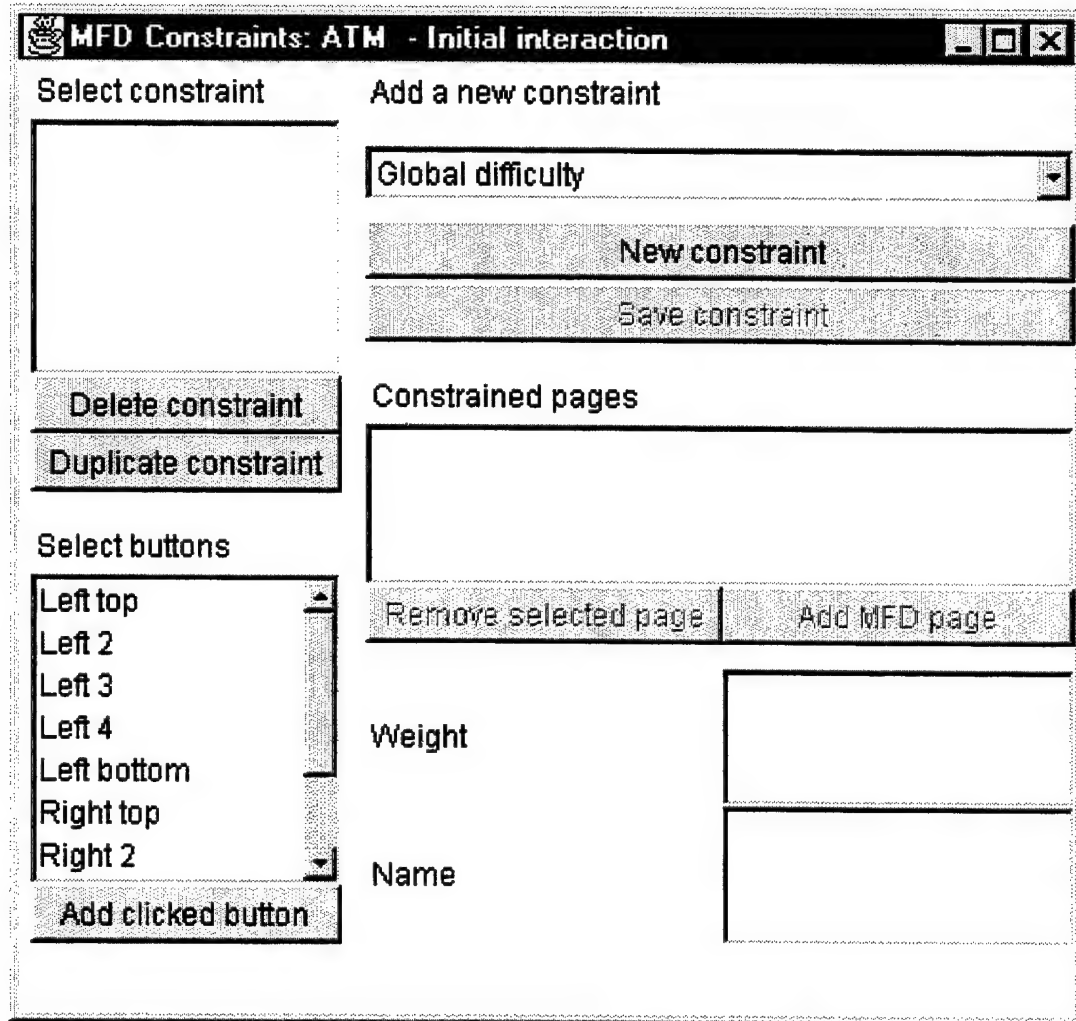 MFD Constraints: ATM - Initial interaction
Select constraint
Delete constraint
Duplicate constraint
Select buttons
Left top
Left 2
Left 3
Left 4
Left bottom
Right top
Right 2
Add clicked button
Add a new constraint
Global difficulty
New constraint
Save constraint
Constrained pages
Remove selected page
Add MFD page
Weight
Name